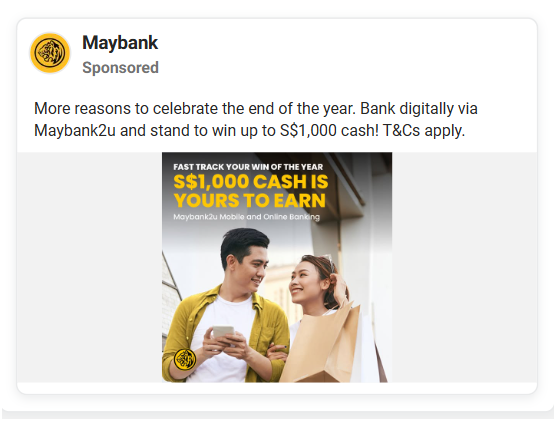 Maybank
Sponsored
More reasons to celebrate the end of the year. Bank digitally via
Maybank2u and stand to win up to S$1,000 cash! T&Cs apply.
FAST TRACK YOUR WIN OF THE YEAR
S$1,000 CASH IS
YOURS TO EARN
Maybank2u Mobile and Online Banking